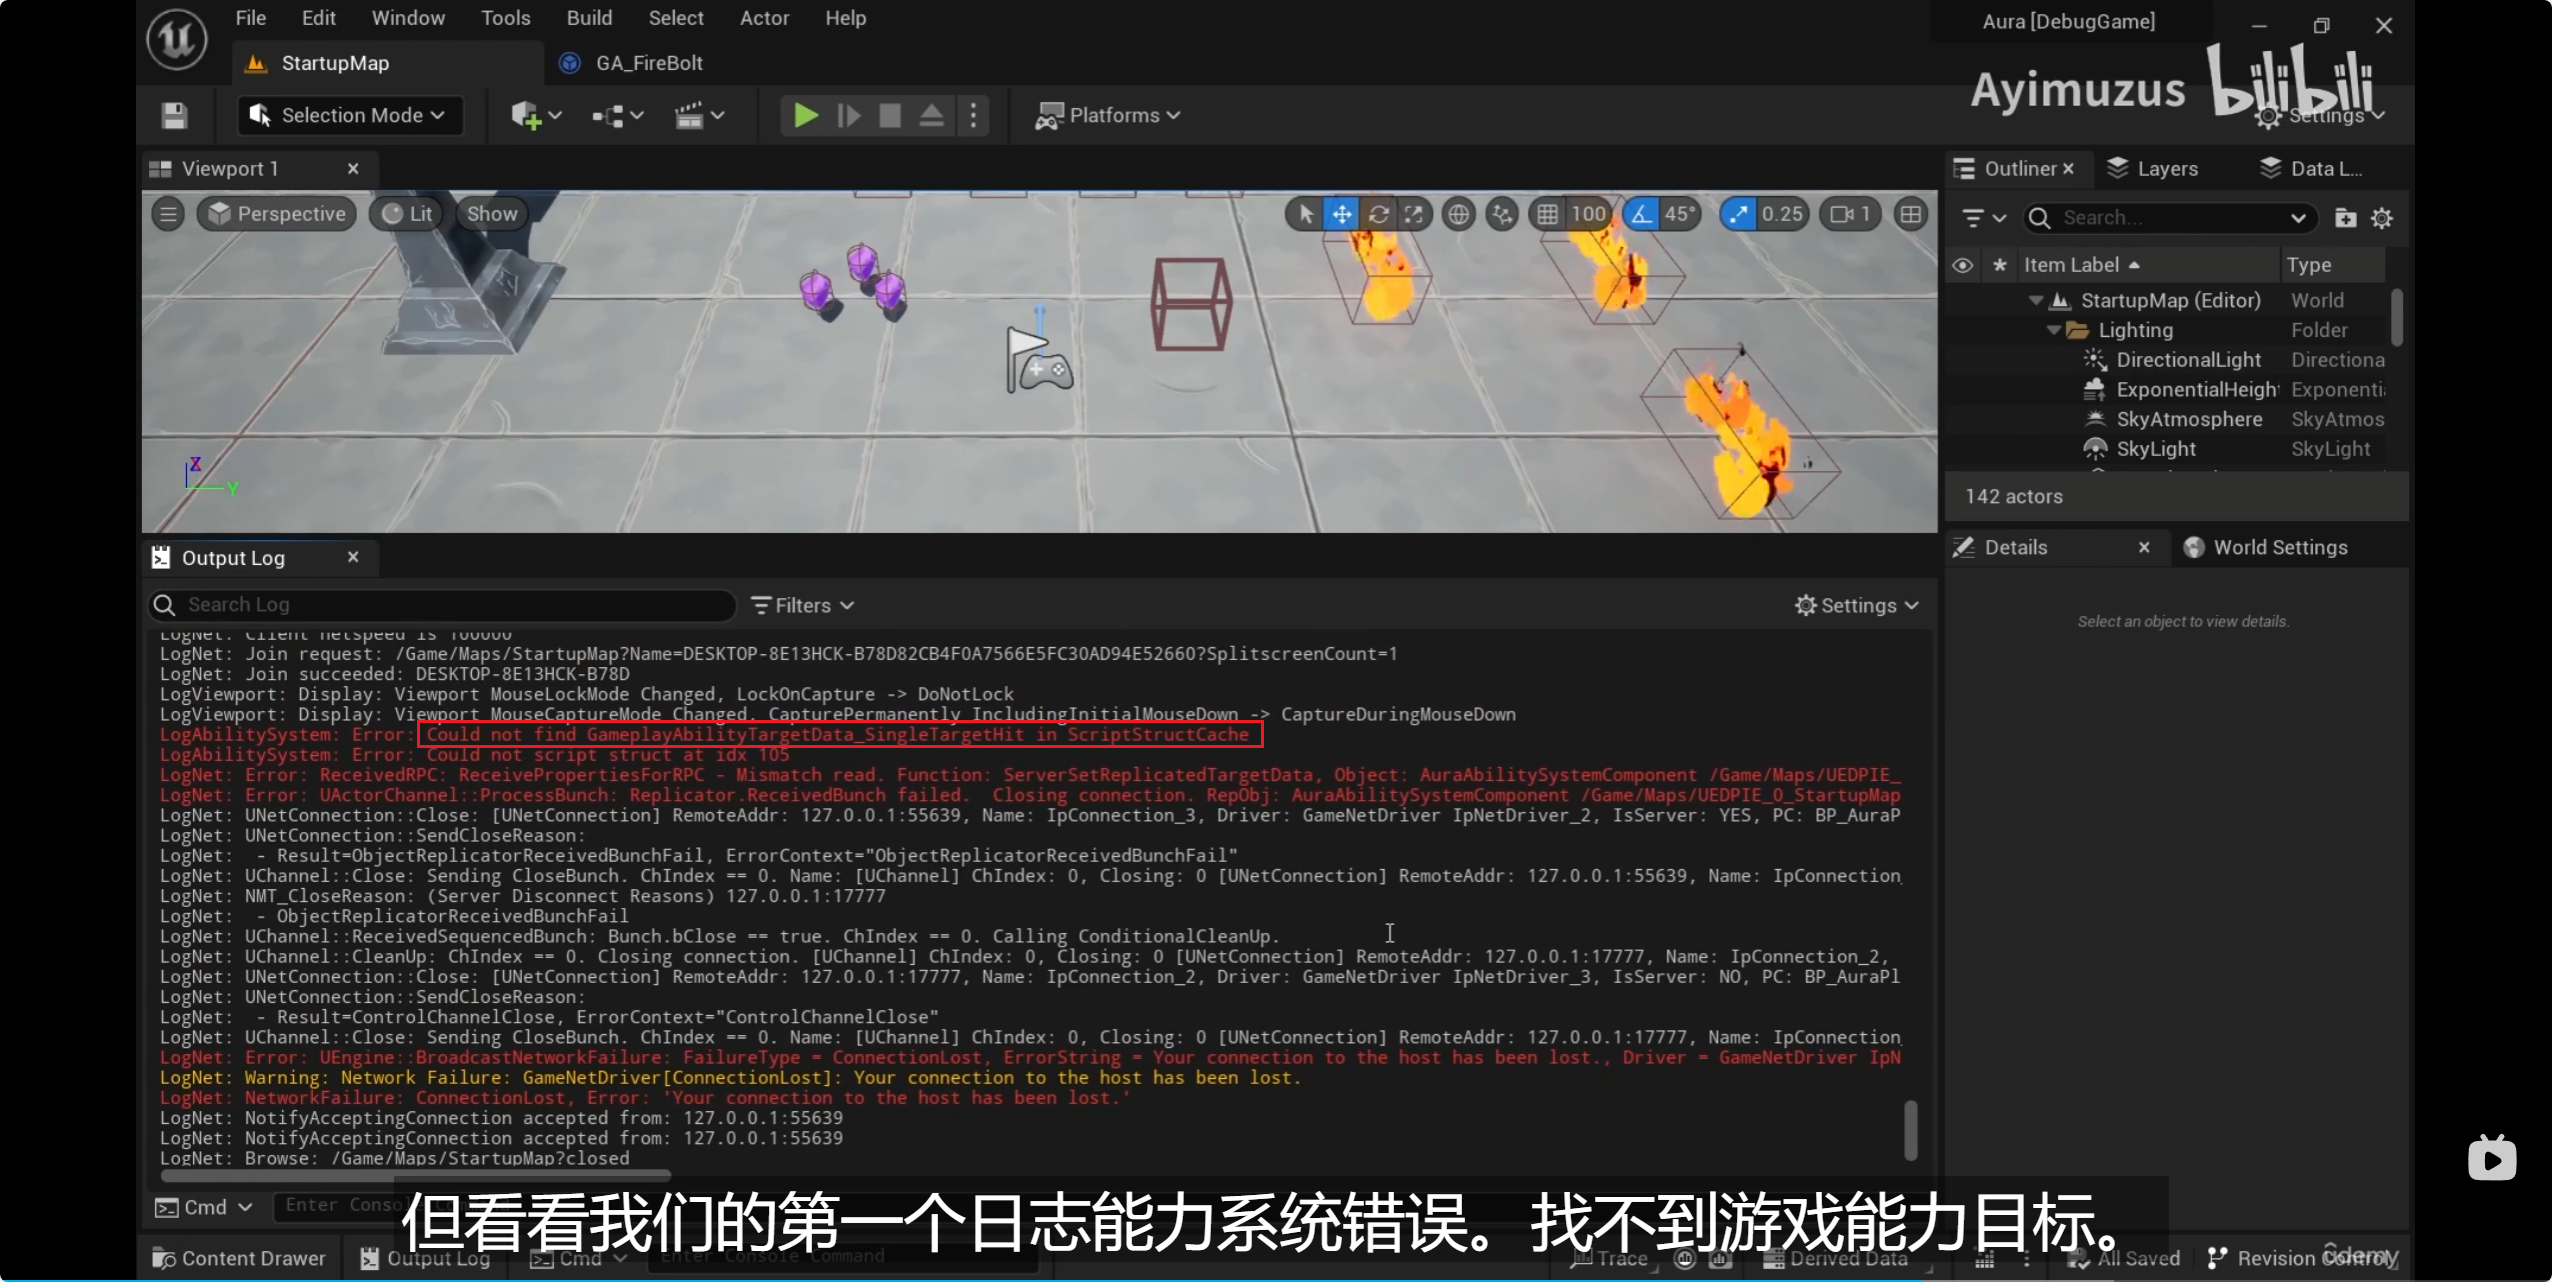 File Edit Window Tools Build Select Actor Help
Aura [DebugGame]
StartupMap
GA_FireBolt
Ayimuzus bilibili
Selection Mode
Platforms
Settings
Viewport 1
Outliner
Layers
Data L...
Perspective
Lit
Show
100
45°
0.25
1
Search...
Item Label
Type
StartupMap (Editor) World
Lighting Folder
DirectionalLight Directiona
ExponentialHeight Exponenti
SkyAtmosphere SkyAtmos
SkyLight SkyLight
142 actors
Z
Y
Output Log
Details
World Settings
Search Log
Filters
Settings
Select an object to view details.
LogNet: Client netspeed is 100000
LogNet: Join request: /Game/Maps/StartupMap?Name=DESKTOP-8E13HCK-B78D82CB4F0A7566E5FC30AD94E52660?SplitscreenCount=1
LogNet: Join succeeded: DESKTOP-8E13HCK-B78D
LogViewport: Display: Viewport MouseLockMode Changed, LockOnCapture -> DoNotLock
LogViewport: Display: Viewport MouseCaptureMode Changed, CapturePermanently_IncludingInitialMouseDown -> CaptureDuringMouseDown
LogAbilitySystem: Error: Could not find GameplayAbilityTargetData_SingleTargetHit in ScriptStructCache
LogAbilitySystem: Error: Could not script struct at idx 105
LogNet: Error: ReceivedRPC: ReceivePropertiesForRPC - Mismatch read. Function: ServerSetReplicatedTargetData, Object: AuraAbilitySystemComponent /Game/Maps/UEDPIE_
LogNet: Error: UActorChannel::ProcessBunch: Replicator.ReceivedBunch failed.  Closing connection. RepObj: AuraAbilitySystemComponent /Game/Maps/UEDPIE_0_StartupMap
LogNet: UNetConnection::Close: [UNetConnection] RemoteAddr: 127.0.0.1:55639, Name: IpConnection_3, Driver: GameNetDriver IpNetDriver_2, IsServer: YES, PC: BP_AuraP
LogNet: UNetConnection::SendCloseReason:
LogNet:  - Result=ObjectReplicatorReceivedBunchFail, ErrorContext="ObjectReplicatorReceivedBunchFail"
LogNet: UChannel::Close: Sending CloseBunch. ChIndex == 0. Name: [UChannel] ChIndex: 0, Closing: 0 [UNetConnection] RemoteAddr: 127.0.0.1:55639, Name: IpConnection_
LogNet: NMT_CloseReason: (Server Disconnect Reasons) 127.0.0.1:17777
LogNet:  - ObjectReplicatorReceivedBunchFail
LogNet: UChannel::ReceivedSequencedBunch: Bunch.bClose == true. ChIndex == 0. Calling ConditionalCleanUp.
LogNet: UChannel::CleanUp: ChIndex == 0. Closing connection. [UChannel] ChIndex: 0, Closing: 0 [UNetConnection] RemoteAddr: 127.0.0.1:17777, Name: IpConnection_2,
LogNet: UNetConnection::Close: [UNetConnection] RemoteAddr: 127.0.0.1:17777, Name: IpConnection_2, Driver: GameNetDriver IpNetDriver_3, IsServer: NO, PC: BP_AuraPl
LogNet: UNetConnection::SendCloseReason:
LogNet:  - Result=ControlChannelClose, ErrorContext="ControlChannelClose"
LogNet: UChannel::Close: Sending CloseBunch. ChIndex == 0. Name: [UChannel] ChIndex: 0, Closing: 0 [UNetConnection] RemoteAddr: 127.0.0.1:17777, Name: IpConnection
LogNet: Error: UEngine::BroadcastNetworkFailure: FailureType = ConnectionLost, ErrorString = Your connection to the host has been lost., Driver = GameNetDriver IpN
LogNet: Warning: Network Failure: GameNetDriver[ConnectionLost]: Your connection to the host has been lost.
LogNet: NetworkFailure: ConnectionLost, Error: 'Your connection to the host has been lost.'
LogNet: NotifyAcceptingConnection accepted from: 127.0.0.1:55639
LogNet: NotifyAcceptingConnection accepted from: 127.0.0.1:55639
LogNet: Browse: /Game/Maps/StartupMap?closed
Cmd
Enter Conso
但看看我们的第一个日志能力系统错误。找不到游戏能力目标。
Content Drawer
Output Log
Cmd
Enter Console Command
Trace
Derived Data
All Saved
Revision Control
ûdemy